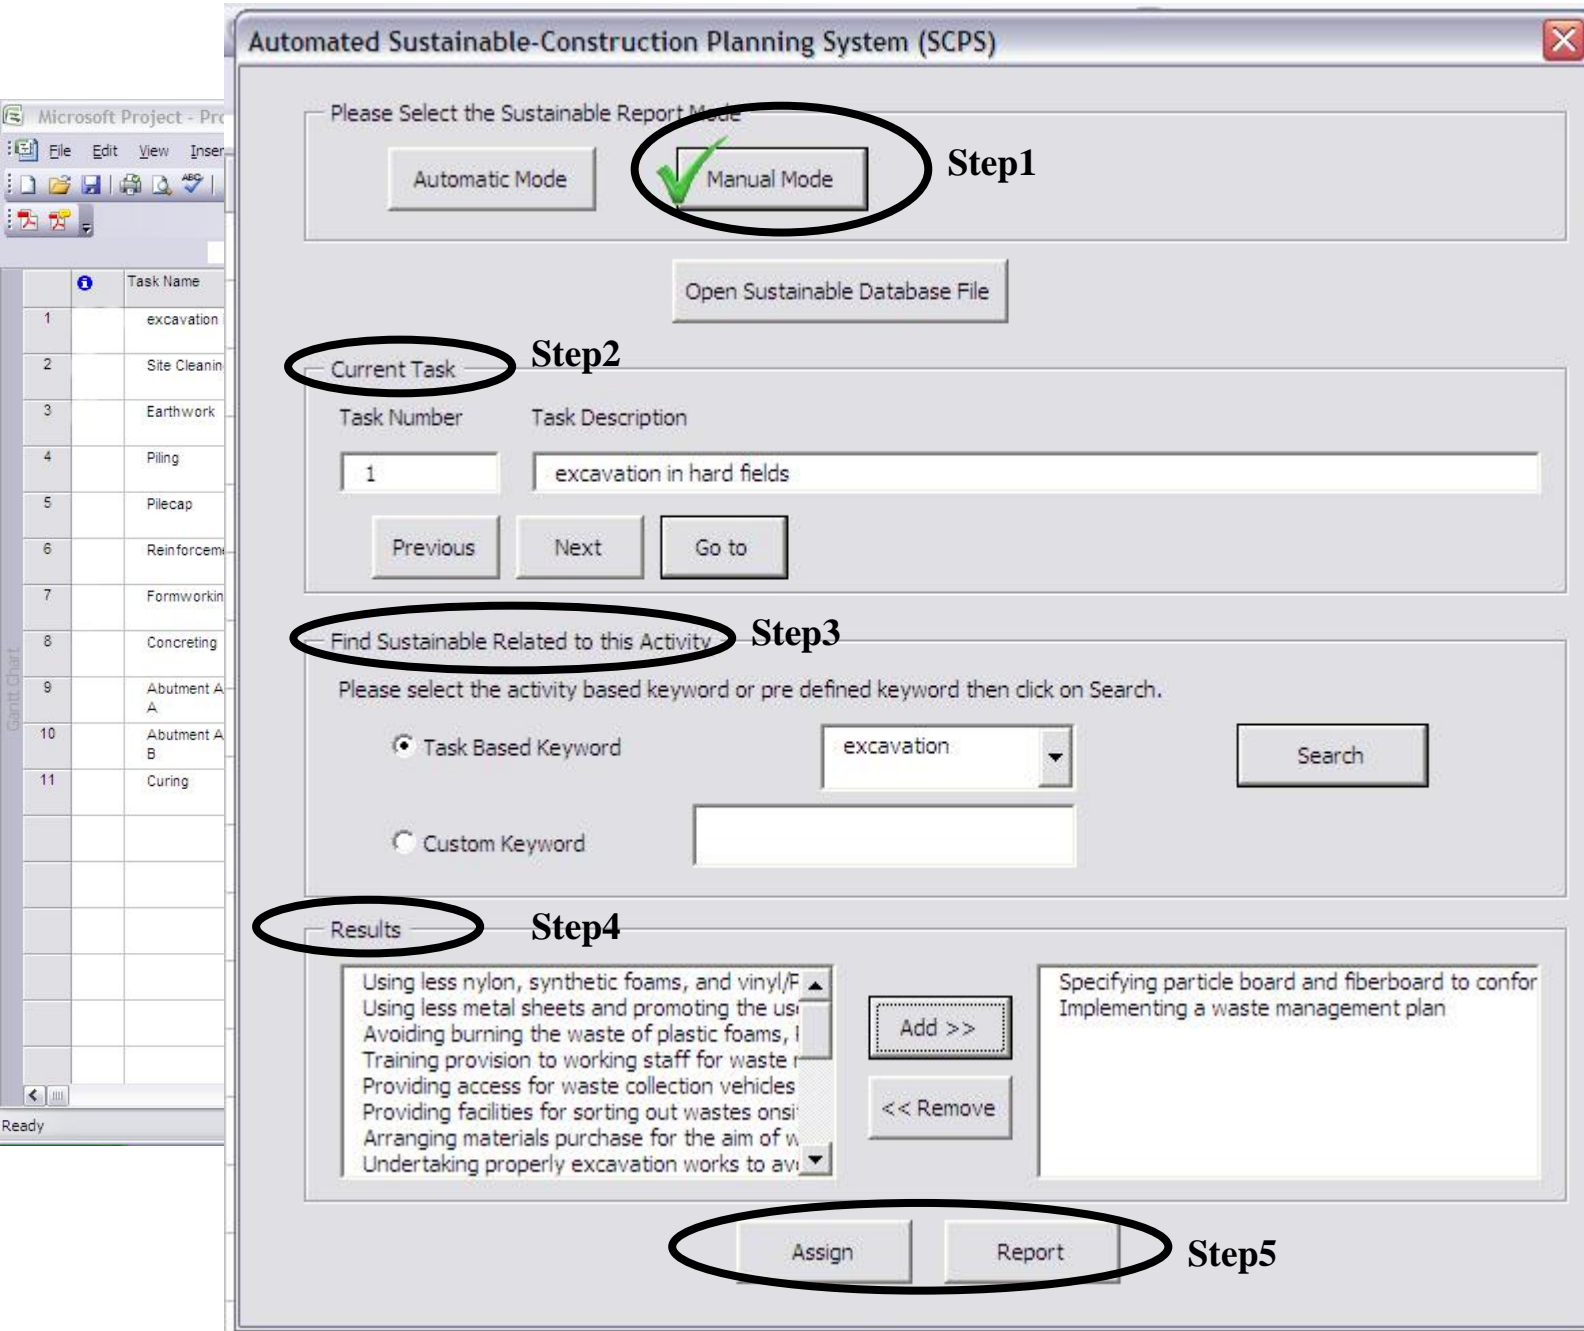 Automated Sustainable-Construction Planning System (SCPS)
Microsoft Project - Pro
File Edit View Inser
Task Name
1 excavation
2 Site Cleanin
3 Earthwork
4 Piling
5 Pilecap
6 Reinforceme
7 Formworkin
8 Concreting
9 Abutment A
A
10 Abutment A
B
11 Curing
Gantt Chart
Ready
Please Select the Sustainable Report Mode
Automatic Mode
Manual Mode
Step1
Open Sustainable Database File
Current Task
Step2
Task Number Task Description
1 excavation in hard fields
Previous Next Go to
Find Sustainable Related to this Activity
Step3
Please select the activity based keyword or pre defined keyword then click on Search.
Task Based Keyword excavation Search
Custom Keyword
Results
Step4
Using less nylon, synthetic foams, and vinyl/P
Using less metal sheets and promoting the us
Avoiding burning the waste of plastic foams,
Training provision to working staff for waste
Providing access for waste collection vehicles
Providing facilities for sorting out wastes onsi
Arranging materials purchase for the aim of w
Undertaking properly excavation works to av
Add >>
<< Remove
Specifying particle board and fiberboard to confor
Implementing a waste management plan
Assign Report
Step5